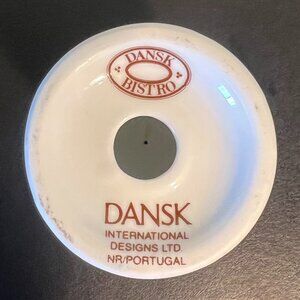 DANSK
BISTRO
DANSK
INTERNATIONAL
DESIGNS LTD.
NR/PORTUGAL